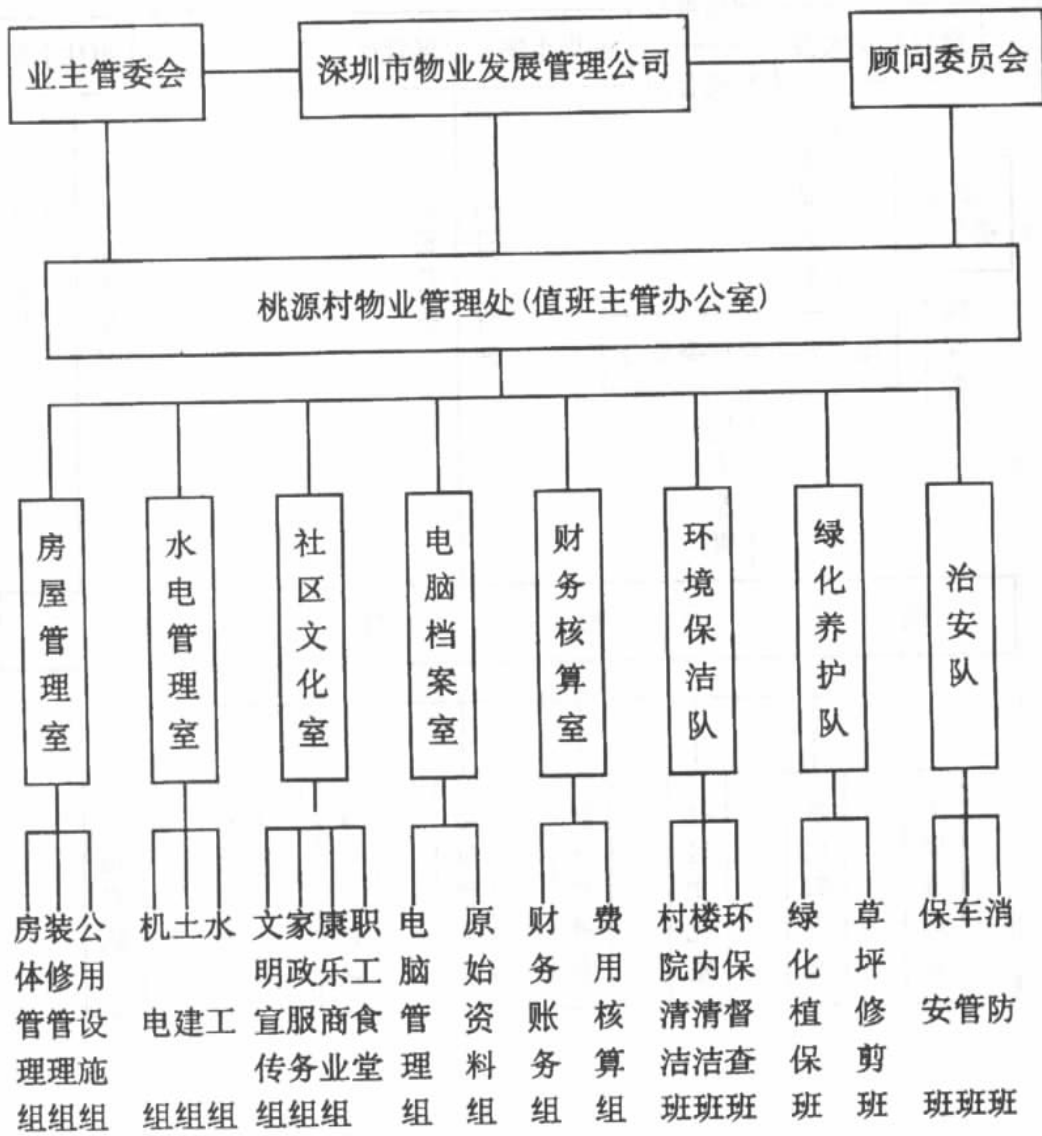 业主管委会
深圳市物业发展管理公司
顾问委员会
桃源村物业管理处(值班主管办公室)
房屋管理室
水电管理室
社区文化室
电脑档案室
财务核算室
环境保洁队
绿化养护队
治安队
房体管理组
装修管理组
公用设施组
机电组
土建组
水工组
文明宣传组
家政服务组
康乐商业组
职工食堂
电脑管理组
原始资料组
财务账务组
费用核算组
村院清洁班
楼内清洁班
环保督查班
绿化植保班
草坪修剪班
保安班
车管班
消防班